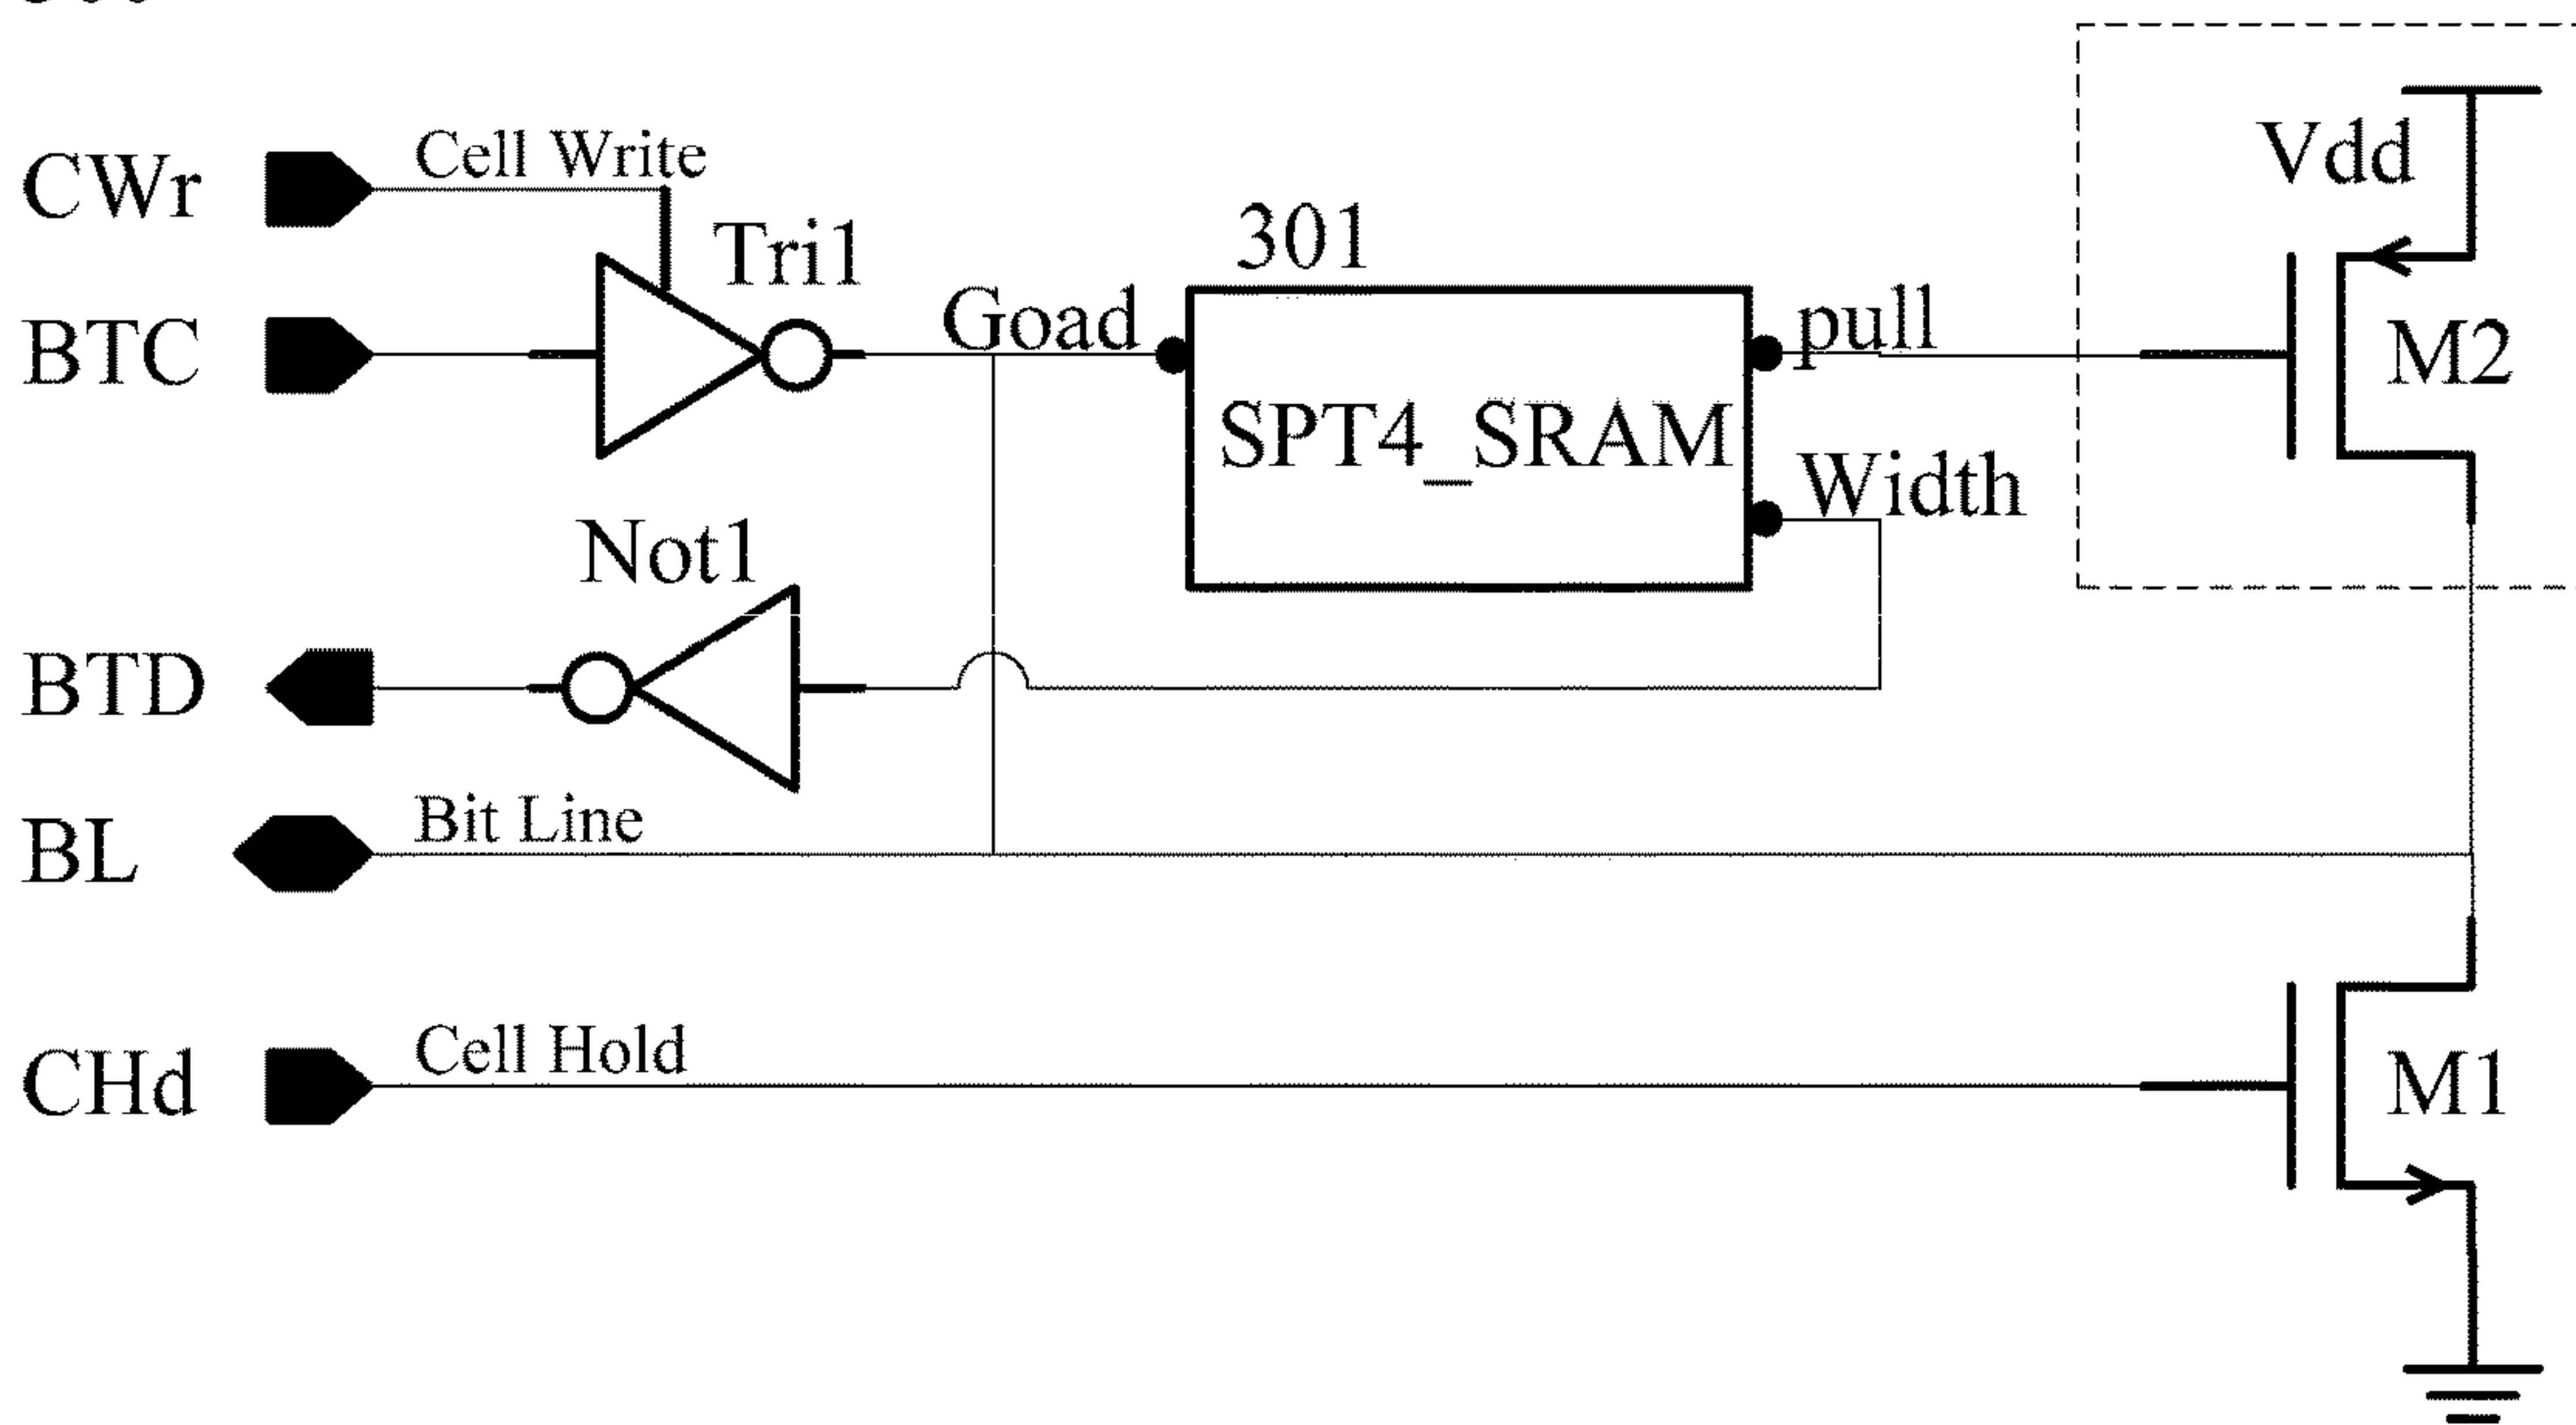 Vdd
CWr Cell Write
Tri1
301
BTC Goad pull M2
SPT4_SRAM
Width
Not1
BTD
BL Bit Line
CHd Cell Hold M1